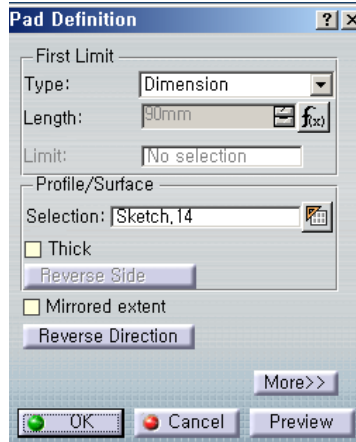 Pad Definition ? ×
First Limit
Type: Dimension
Length: 90mm f(x)
Limit: No selection
Profile/Surface
Selection: Sketch,14
Thick
Reverse Side
Mirrored extent
Reverse Direction
More>>
OK Cancel Preview